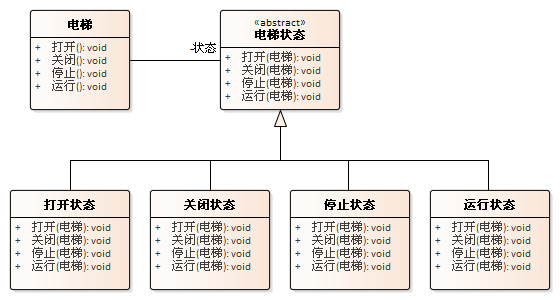 电梯
+ 打开(): void
+ 关闭(): void
+ 停止(): void
+ 运行(): void
-状态
«abstract»
电梯状态
+ 打开(电梯): void
+ 关闭(电梯): void
+ 停止(电梯): void
+ 运行(电梯): void
打开状态
+ 打开(电梯): void
+ 关闭(电梯): void
+ 停止(电梯): void
+ 运行(电梯): void
关闭状态
+ 打开(电梯): void
+ 关闭(电梯): void
+ 停止(电梯): void
+ 运行(电梯): void
停止状态
+ 打开(电梯): void
+ 关闭(电梯): void
+ 停止(电梯): void
+ 运行(电梯): void
运行状态
+ 打开(电梯): void
+ 关闭(电梯): void
+ 停止(电梯): void
+ 运行(电梯): void